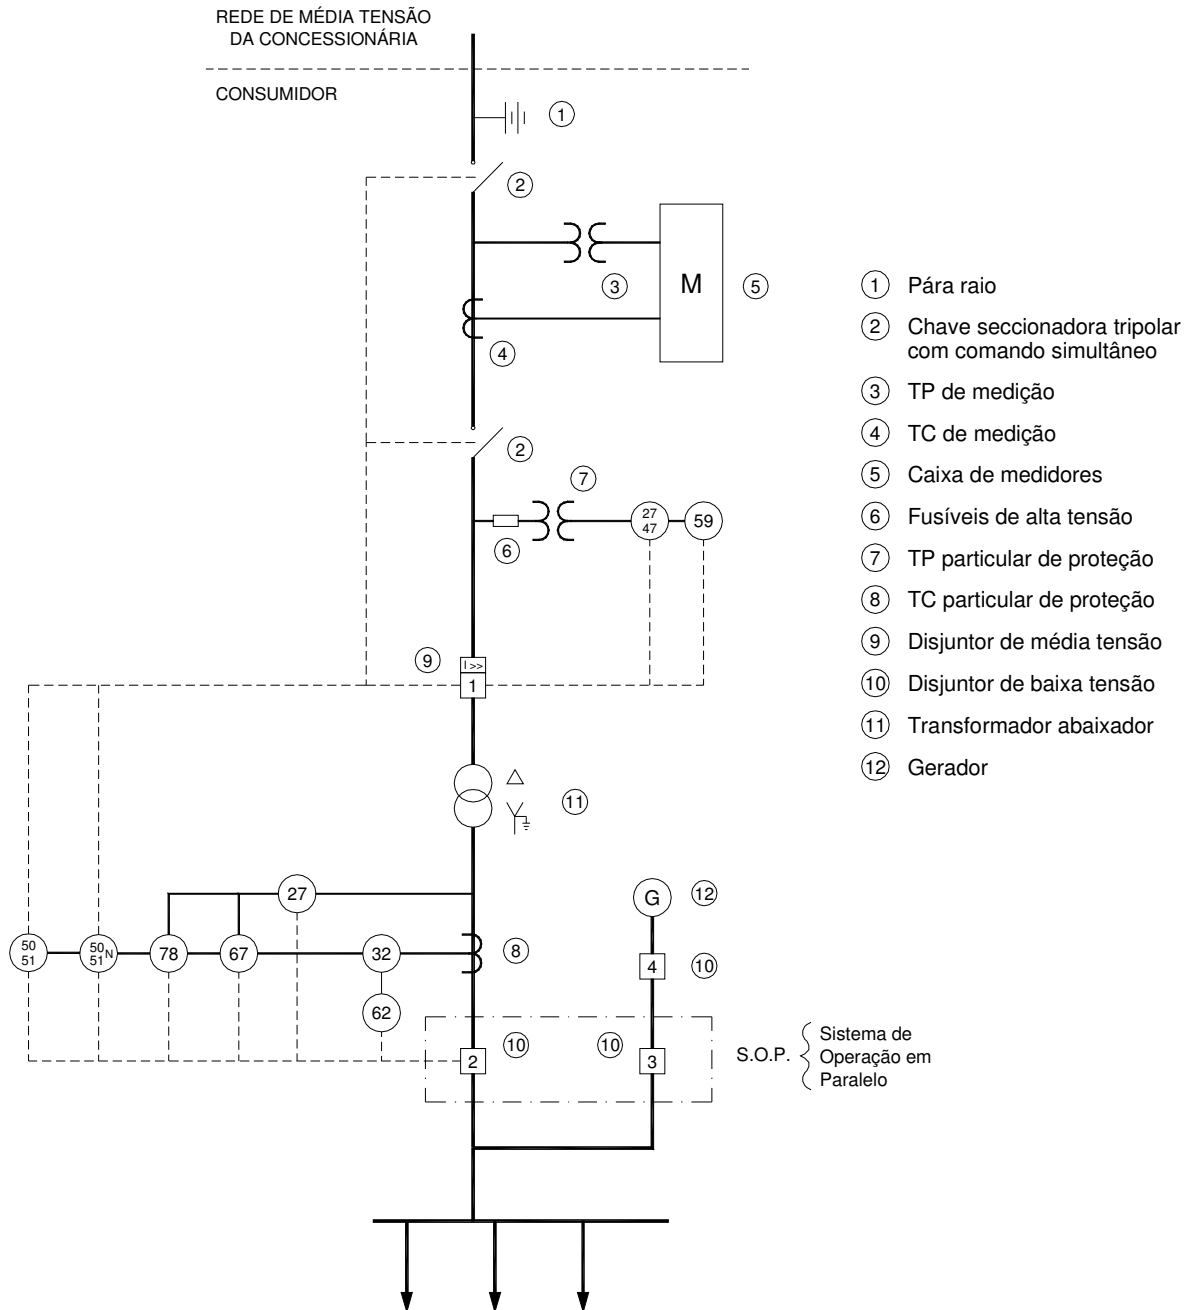 REDE DE MÉDIA TENSÃO
DA CONCESSIONÁRIA
CONSUMIDOR
1
2
3
M
5
4
2
7
6
27
47
59
9
I >>
1
11
27
G
12
50
51
50
51
N
78
67
32
8
4
10
62
10
10
2
3
S.O.P.
Sistema de
Operação em
Paralelo
1 Pára raio
2 Chave seccionadora tripolar
com comando simultâneo
3 TP de medição
4 TC de medição
5 Caixa de medidores
6 Fusíveis de alta tensão
7 TP particular de proteção
8 TC particular de proteção
9 Disjuntor de média tensão
10 Disjuntor de baixa tensão
11 Transformador abaixador
12 Gerador